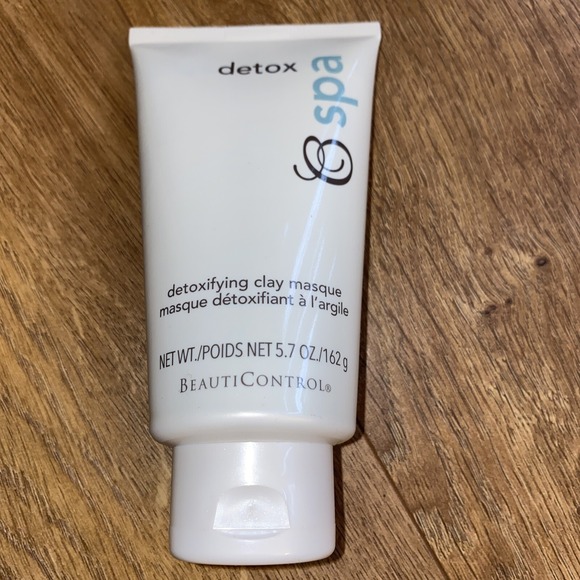 detox
spa
detoxifying clay masque
masque détoxifiant à l'argile
NET WT./POIDS NET 5.7 OZ./162 g
BEAUTICONTROL®